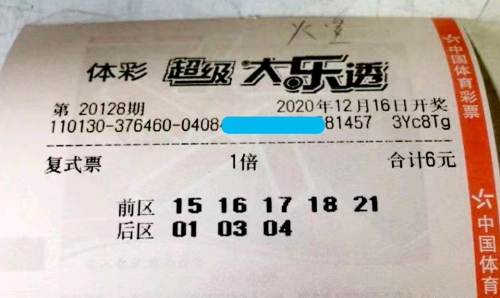 体彩 超级大乐透
第 20128期 2020年12月16日开奖
110130-376460-0408 81457 3Yc8Tg
复式票 1倍 合计6元
前区 15 16 17 18 21
后区 01 03 04
中国体育彩票
中国体育